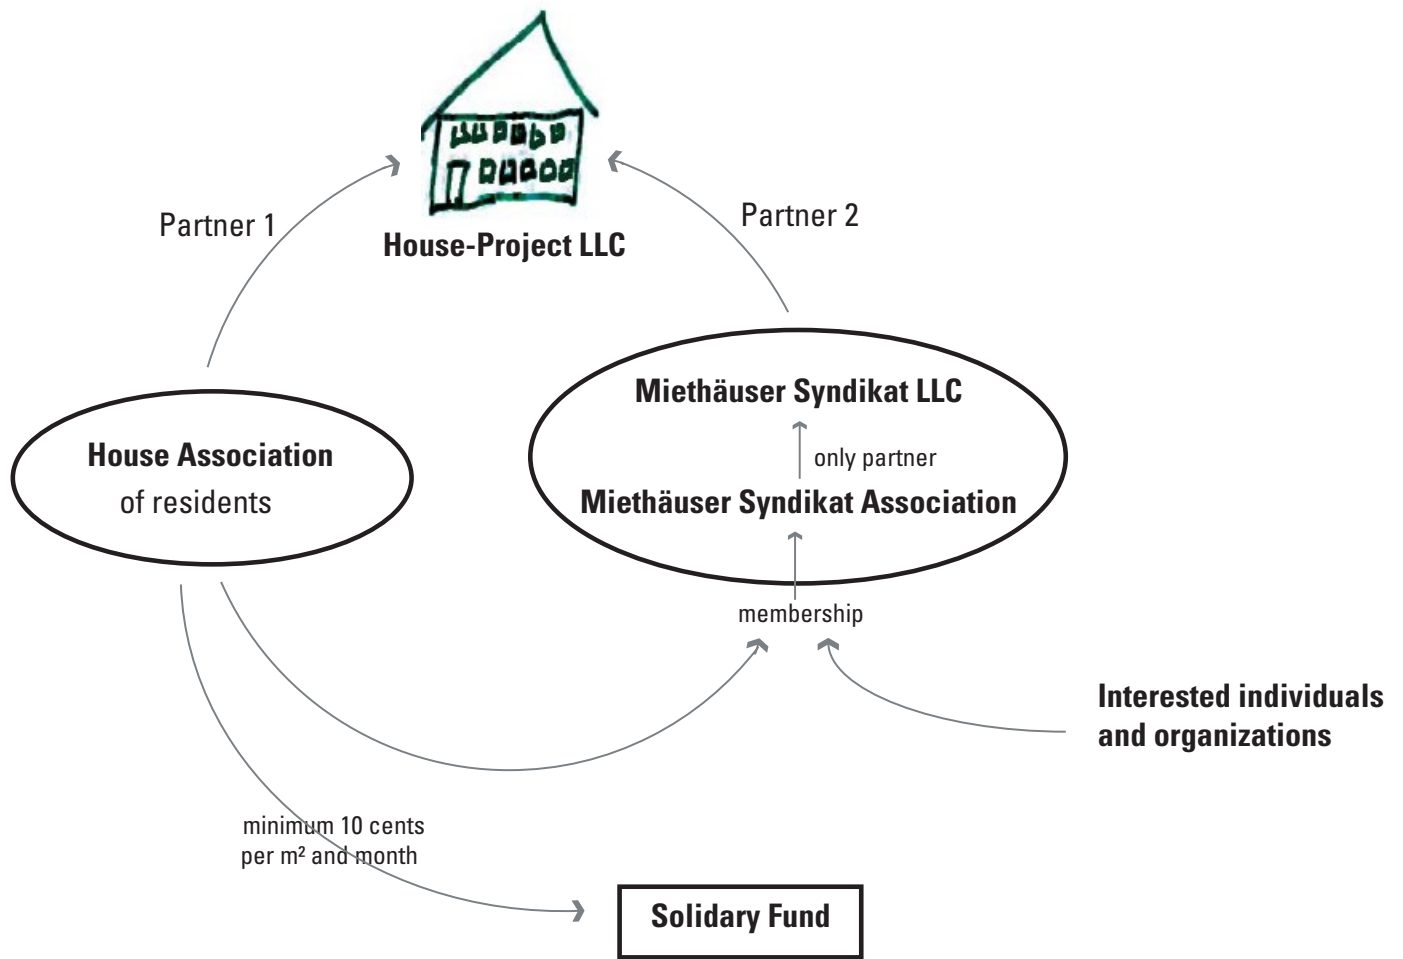 Partner 1
Partner 2
House-Project LLC
Miethäuser Syndikat LLC
only partner
Miethäuser Syndikat Association
House Association
of residents
membership
Interested individuals
and organizations
minimum 10 cents
per m² and month
Solidary Fund